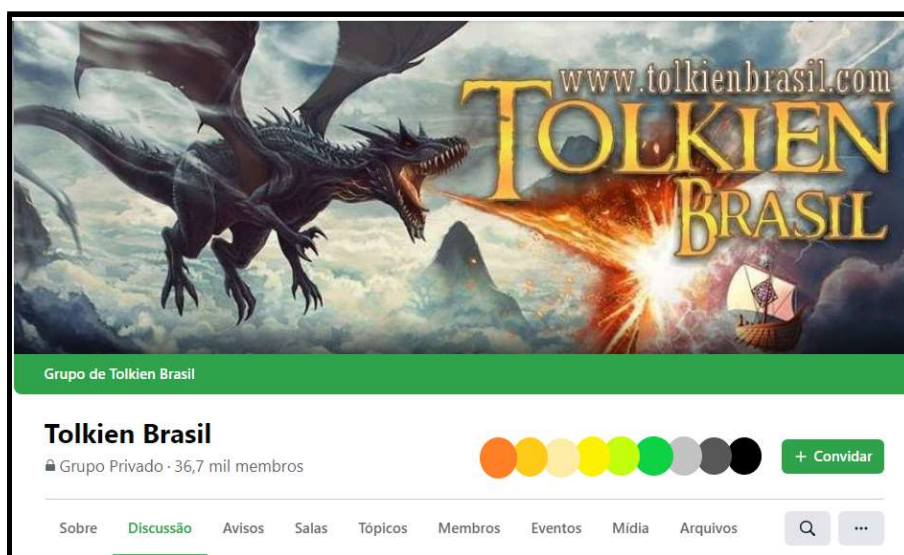 www.tolkienbrasil.com
TOLKIEN
BRASIL
Grupo de Tolkien Brasil
Tolkien Brasil
Grupo Privado · 36,7 mil membros
+ Convidar
Sobre Discussão Avisos Salas Tópicos Membros Eventos Mídia Arquivos